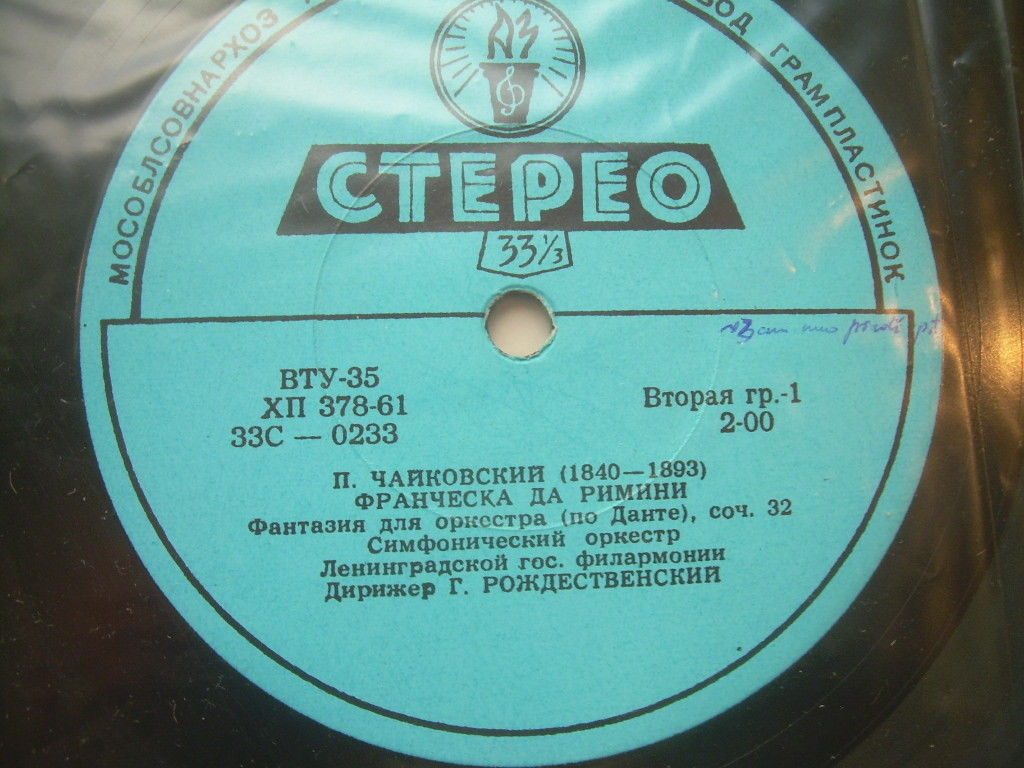 МОСОБЛСОВНАРХОЗ
ГРАМПЛАСТИНОК
АЗ
СТЕРЕО
33⅓
ВТУ-35
ХП 378-61
33С — 0233
Вторая гр.-1
2-00
П. ЧАЙКОВСКИЙ (1840—1893)
ФРАНЧЕСКА ДА РИМИНИ
Фантазия для оркестра (по Данте), соч. 32
Симфонический оркестр
Ленинградской гос. филармонии
Дирижер Г. РОЖДЕСТВЕНСКИЙ